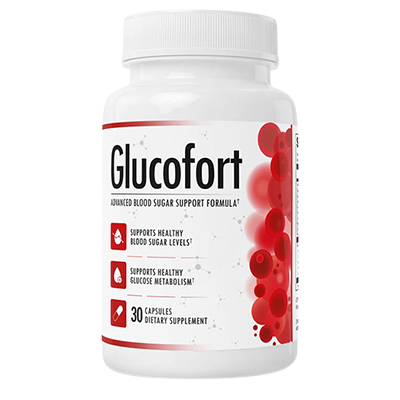 Glucofort
ADVANCED BLOOD SUGAR SUPPORT FORMULA†
SUPPORTS HEALTHY
BLOOD SUGAR LEVELS†
SUPPORTS HEALTHY
GLUCOSE METABOLISM†
30 CAPSULES
DIETARY SUPPLEMENT